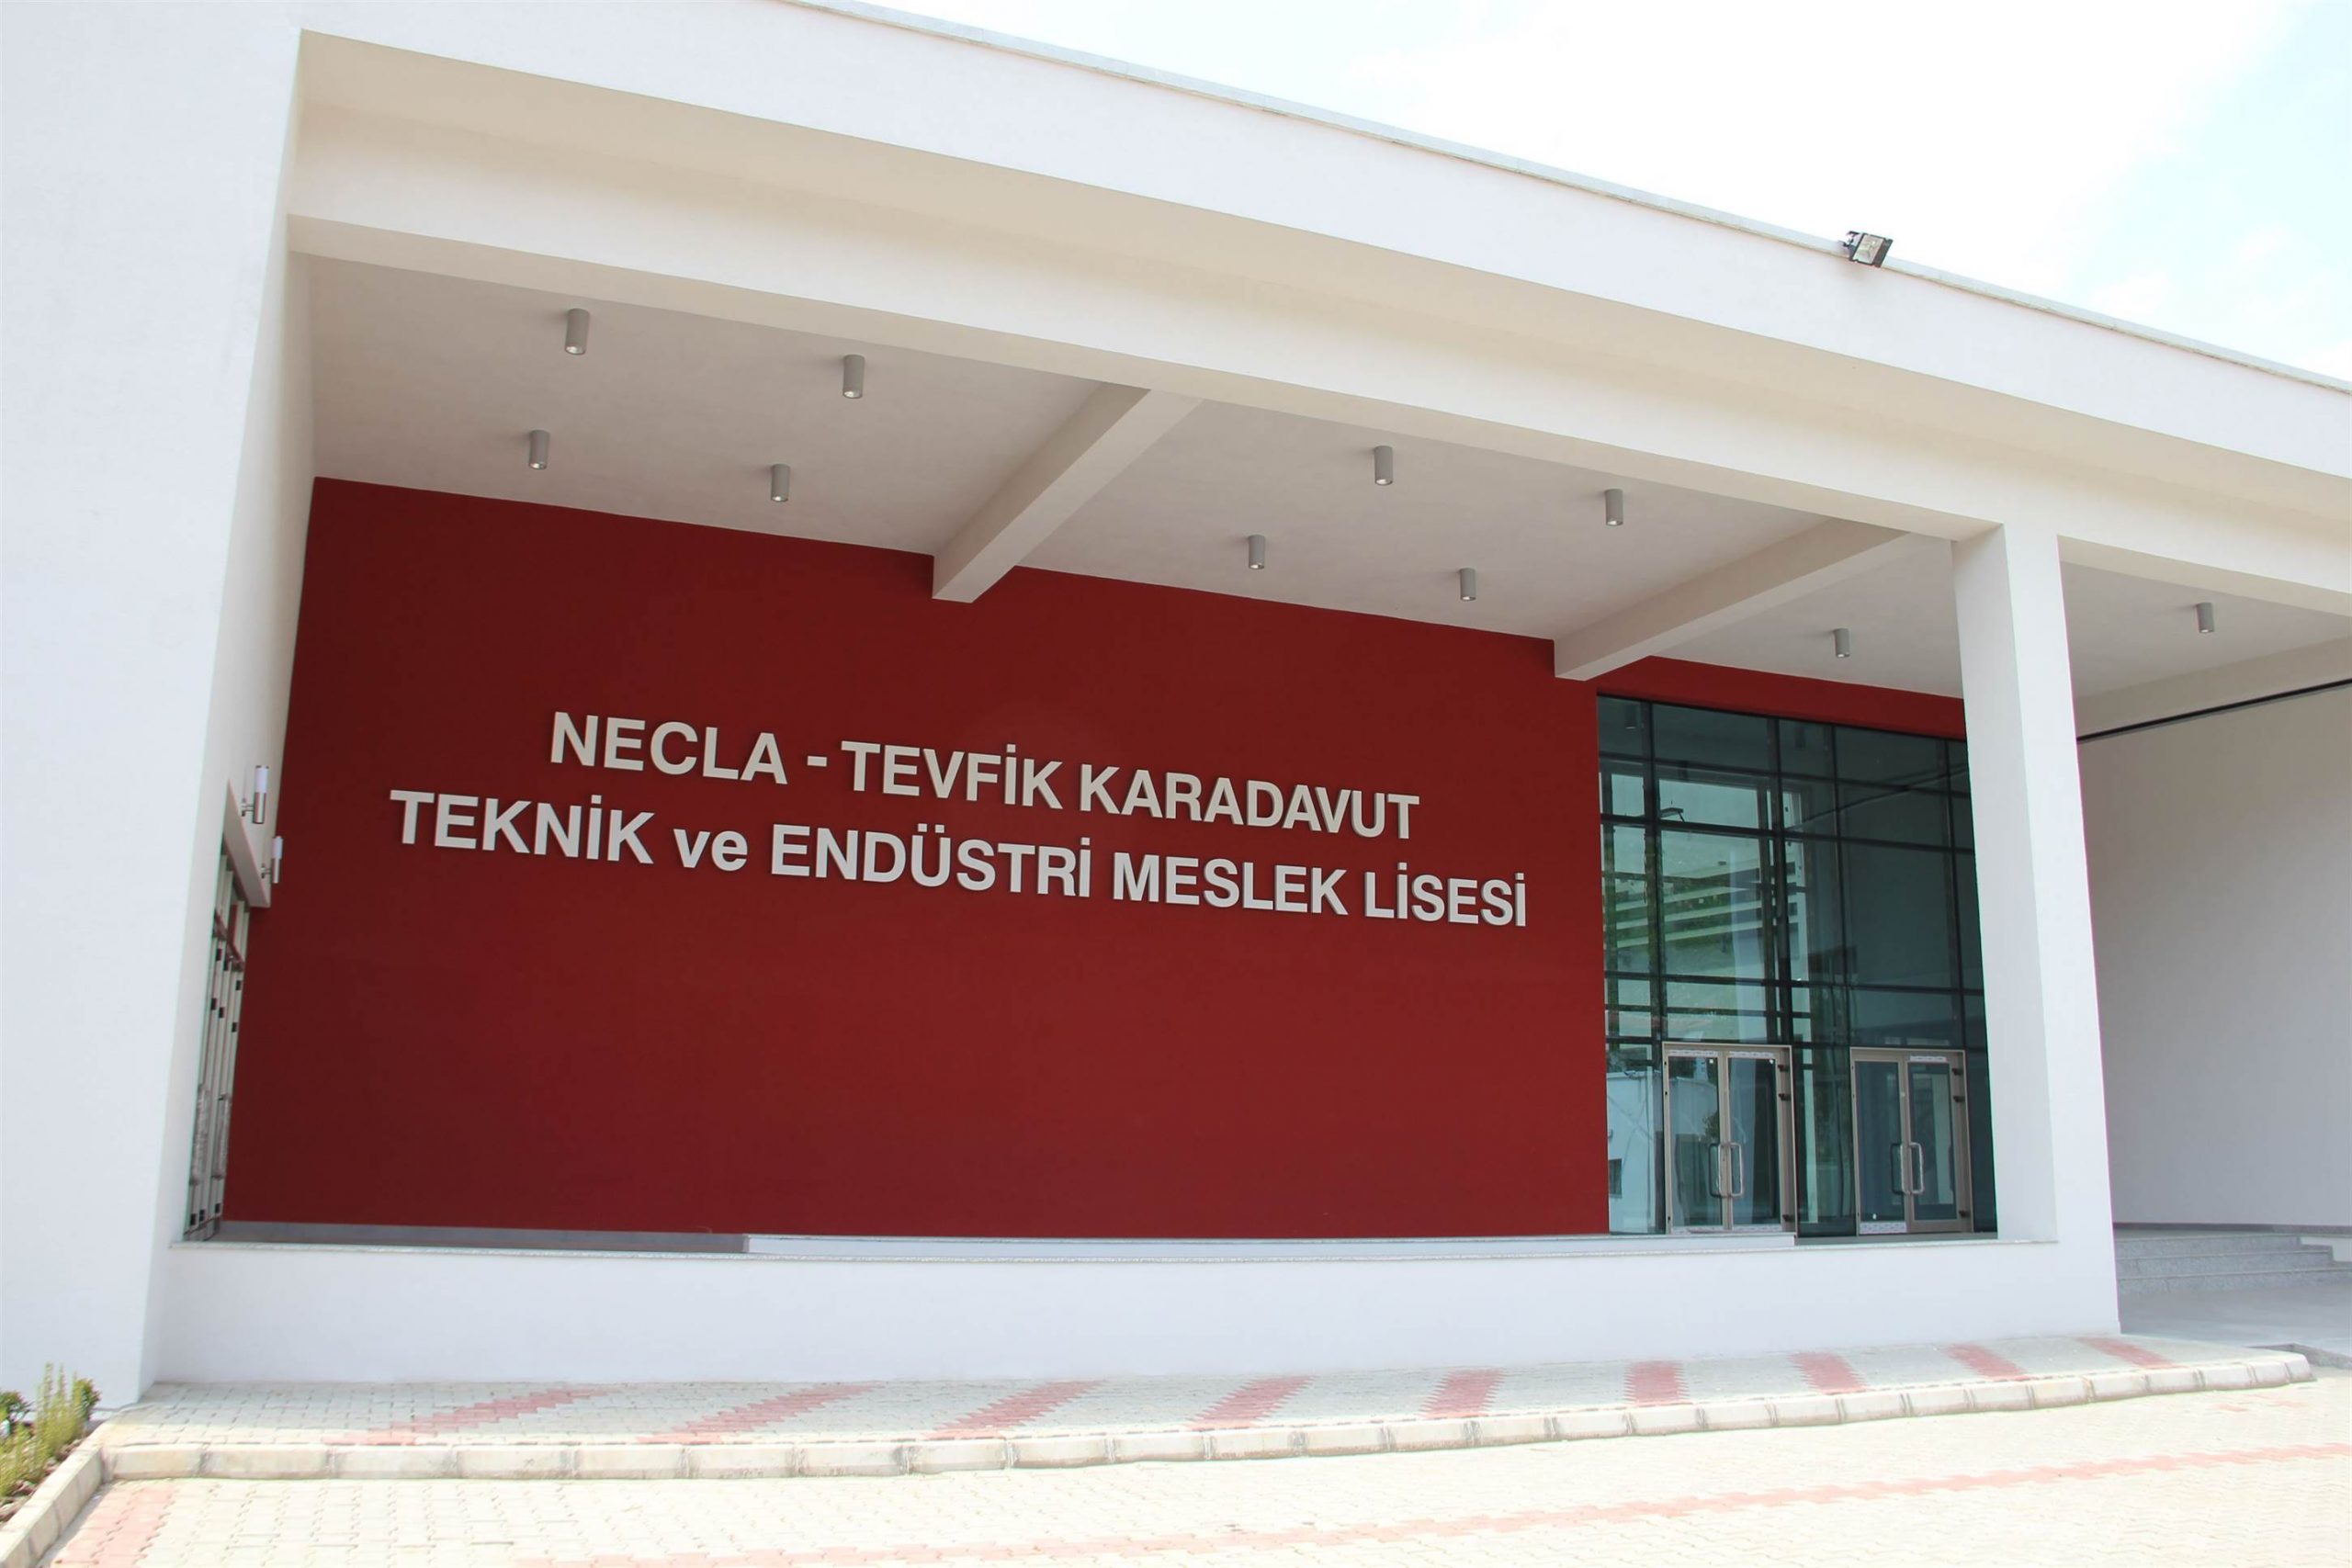 NECLA - TEVFİK KARADAVUT
TEKNİK ve ENDÜSTRİ MESLEK LİSESİ